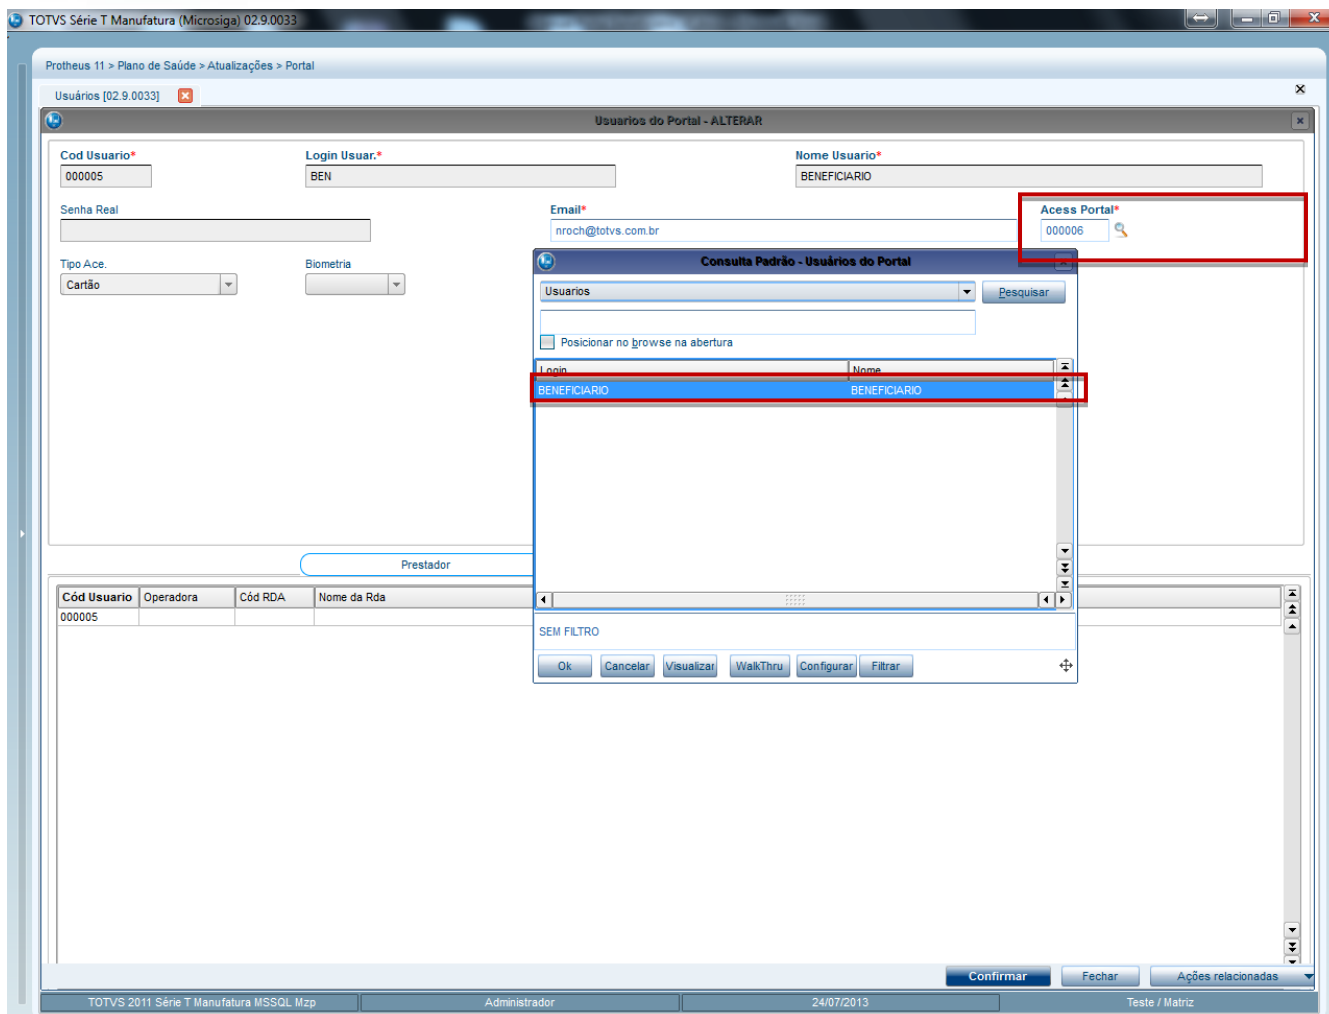 TOTVS Série T Manufatura (Microsiga) 02.9.0033
Protheus 11 > Plano de Saúde > Atualizações > Portal
Usuários [02.9.0033]
Usuarios do Portal - ALTERAR
Cod Usuario* Login Usuar.* Nome Usuario*
000005 BEN BENEFICIARIO
Senha Real Email* Acess Portal*
nroch@totvs.com.br 000006
Tipo Ace. Biometria
Cartão
Consulta Padrão - Usuários do Portal
Usuarios Pesquisar
Posicionar no browse na abertura
Login Nome
BENEFICIARIO BENEFICIARIO
SEM FILTRO
Ok Cancelar Visualizar WalkThru Configurar Filtrar
Prestador
Cód Usuario Operadora Cód RDA Nome da Rda
000005
Confirmar Fechar Ações relacionadas
TOTVS 2011 Série T Manufatura MSSQL Mzp Administrador 24/07/2013 Teste / Matriz